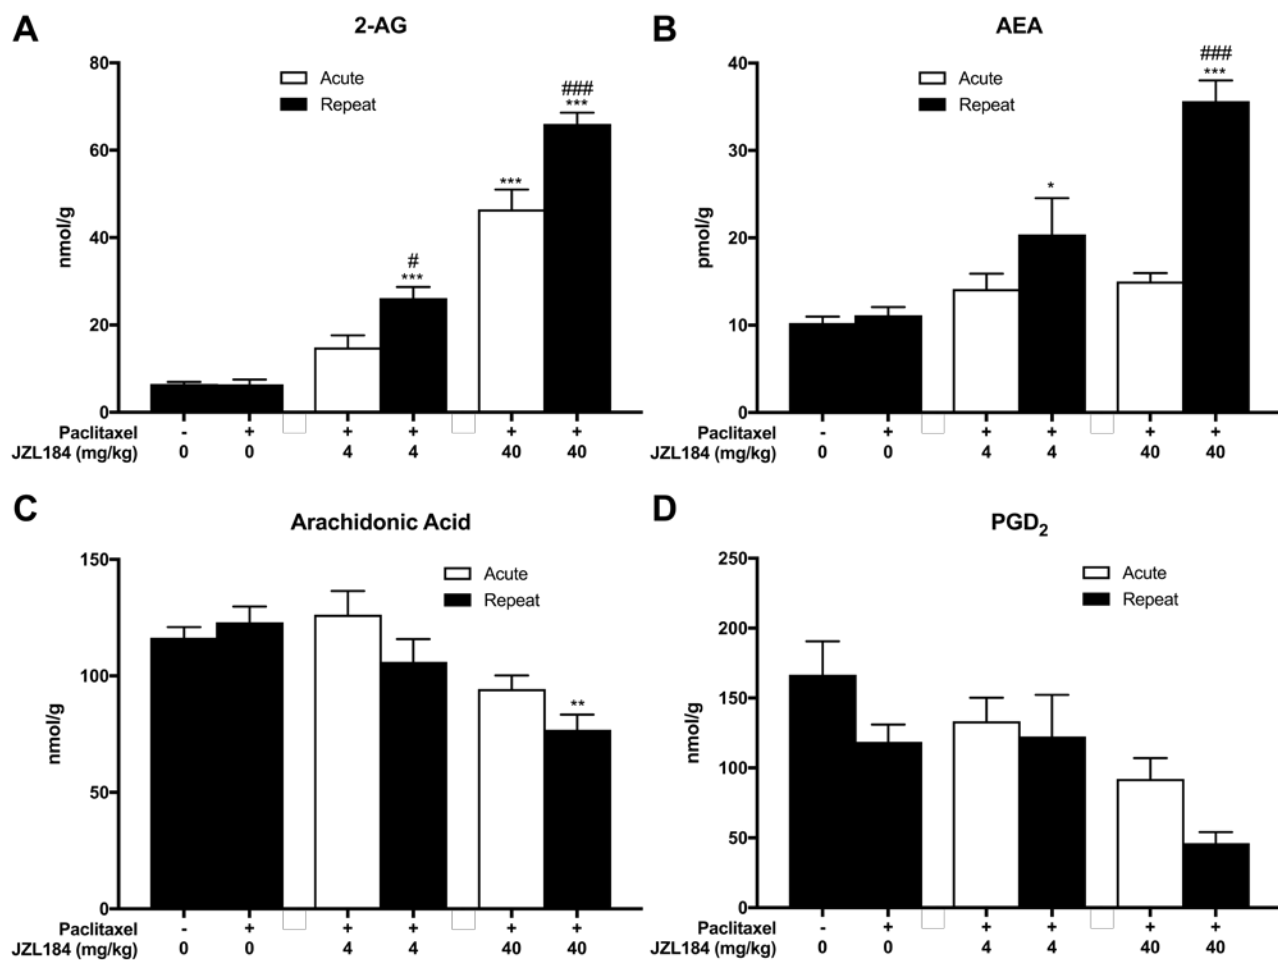 A
2-AG
80
60
40
20
0
nmol/g
Acute
Repeat
***
#
***
***
###
***
Paclitaxel - + + + + +
JZL184 (mg/kg) 0 0 4 4 40 40
B
AEA
40
30
20
10
0
pmol/g
Acute
Repeat
*
###
***
Paclitaxel - + + + + +
JZL184 (mg/kg) 0 0 4 4 40 40
C
Arachidonic Acid
150
100
50
0
nmol/g
Acute
Repeat
**
Paclitaxel - + + + + +
JZL184 (mg/kg) 0 0 4 4 40 40
D
PGD₂
250
200
150
100
50
0
nmol/g
Acute
Repeat
Paclitaxel - + + + + +
JZL184 (mg/kg) 0 0 4 4 40 40